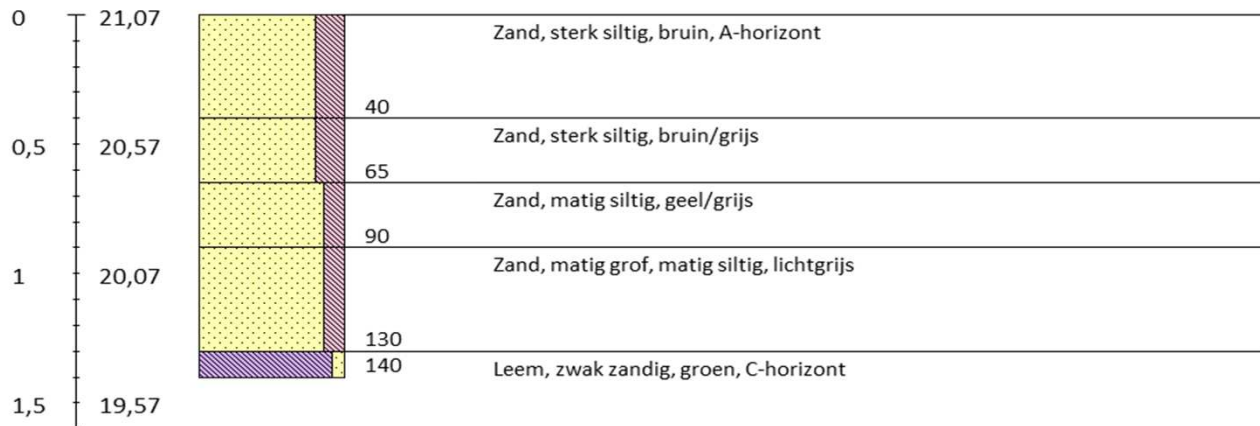 0 21,07 Zand, sterk siltig, bruin, A-horizont
40
0,5 20,57 Zand, sterk siltig, bruin/grijs
65
Zand, matig siltig, geel/grijs
90
1 20,07 Zand, matig grof, matig siltig, lichtgrijs
130
140 Leem, zwak zandig, groen, C-horizont
1,5 19,57